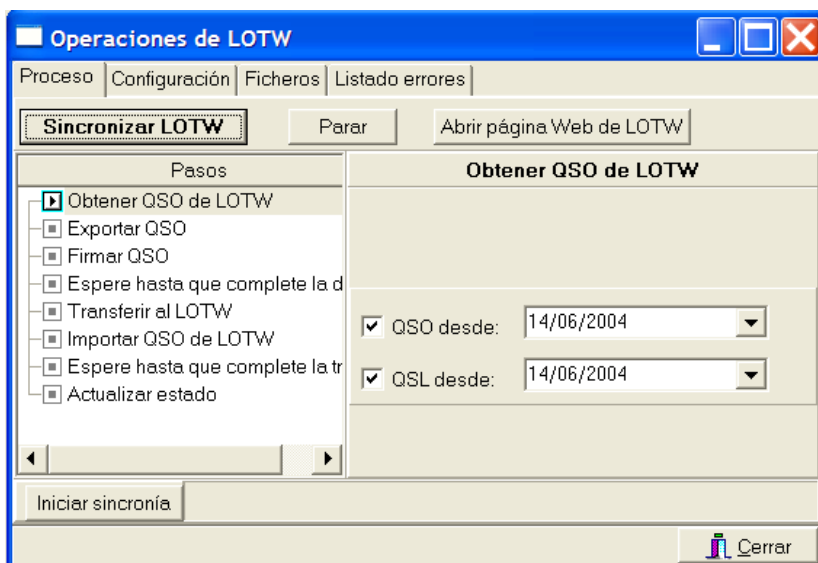 Operaciones de LOTW
Proceso Configuración Ficheros Listado errores
Sincronizar LOTW Parar Abrir página Web de LOTW
Pasos
Obtener QSO de LOTW
Exportar QSO
Firmar QSO
Espere hasta que complete la d
Transferir al LOTW
Importar QSO de LOTW
Espere hasta que complete la tr
Actualizar estado
Obtener QSO de LOTW
QSO desde: 14/06/2004
QSL desde: 14/06/2004
Iniciar sincronía
Cerrar